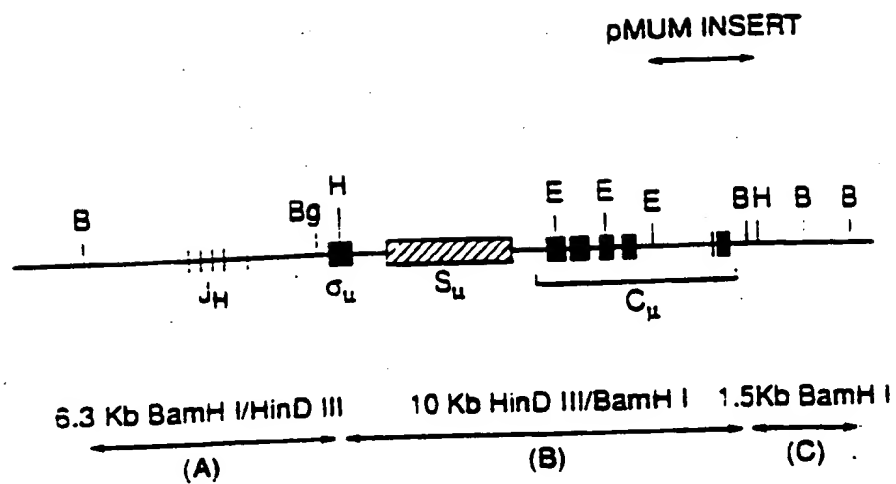 pMUM INSERT
B Bg H E E E B H B B
JH σμ Sμ Cμ
6.3 Kb BamH I/HinD III 10 Kb HinD III/BamH I 1.5Kb BamH I
(A) (B) (C)